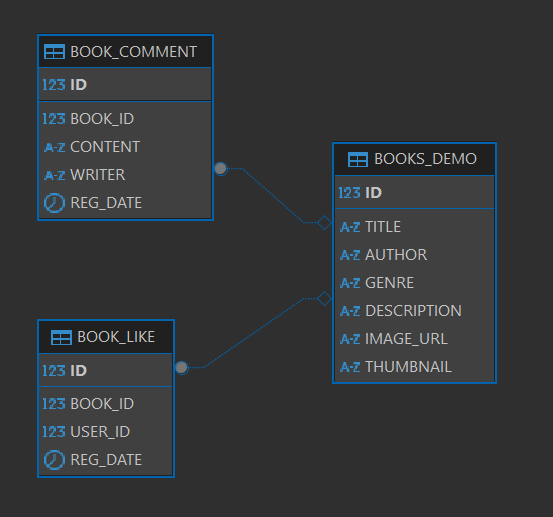 BOOK_COMMENT
123 ID
123 BOOK_ID
A-Z CONTENT
A-Z WRITER
REG_DATE
BOOKS_DEMO
123 ID
A-Z TITLE
A-Z AUTHOR
A-Z GENRE
A-Z DESCRIPTION
A-Z IMAGE_URL
A-Z THUMBNAIL
BOOK_LIKE
123 ID
123 BOOK_ID
123 USER_ID
REG_DATE